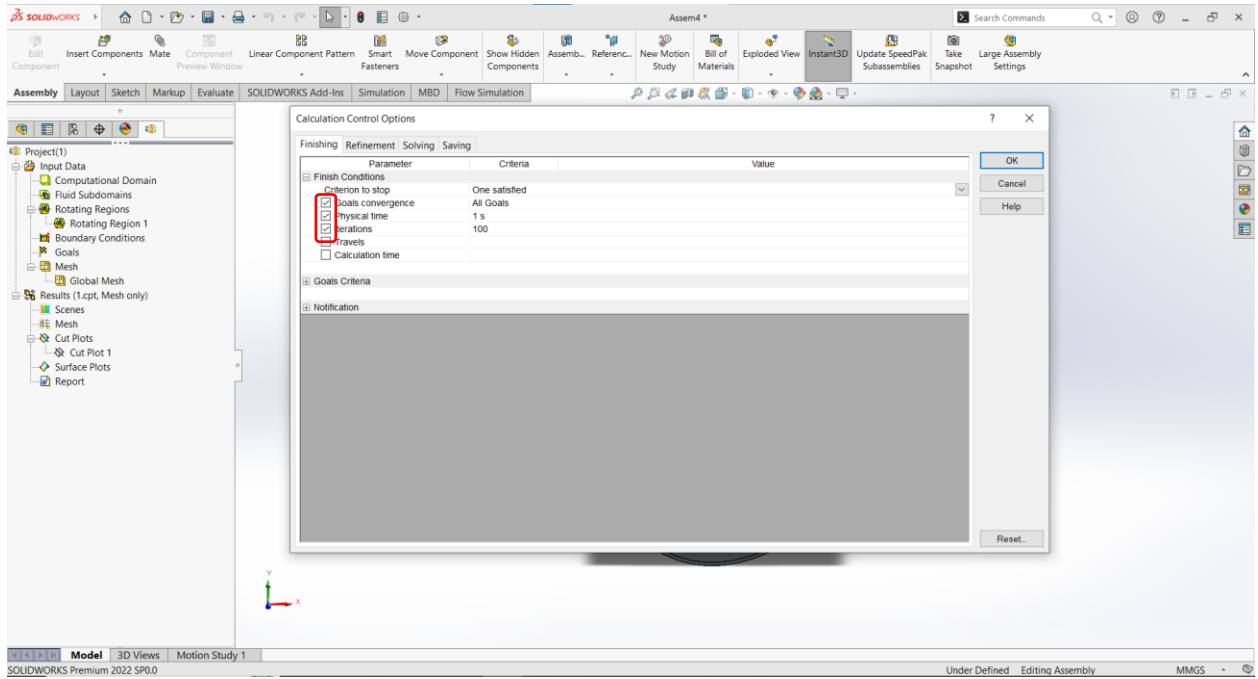 SOLIDWORKS
Assem4 *
Search Commands
Edit Component
Insert Components
Mate
Component Preview Window
Linear Component Pattern
Smart Fasteners
Move Component
Show Hidden Components
Assemb...
Referenc...
New Motion Study
Bill of Materials
Exploded View
Instant3D
Update SpeedPak Subassemblies
Take Snapshot
Large Assembly Settings
Assembly Layout Sketch Markup Evaluate SOLIDWORKS Add-Ins Simulation MBD Flow Simulation
Project(1)
Input Data
Computational Domain
Fluid Subdomains
Rotating Regions
Rotating Region 1
Boundary Conditions
Goals
Mesh
Global Mesh
Results (1.cpt, Mesh only)
Scenes
Mesh
Cut Plots
Cut Plot 1
Surface Plots
Report
Calculation Control Options ?
Finishing Refinement Solving Saving
Parameter Criteria Value
Finish Conditions
Criterion to stop One satisfied
Goals convergence All Goals
Physical time 1 s
Iterations 100
Travels
Calculation time
Goals Criteria
Notification
OK
Cancel
Help
Reset...
Y
X
Model 3D Views Motion Study 1
SOLIDWORKS Premium 2022 SP0.0 Under Defined Editing Assembly MMGS